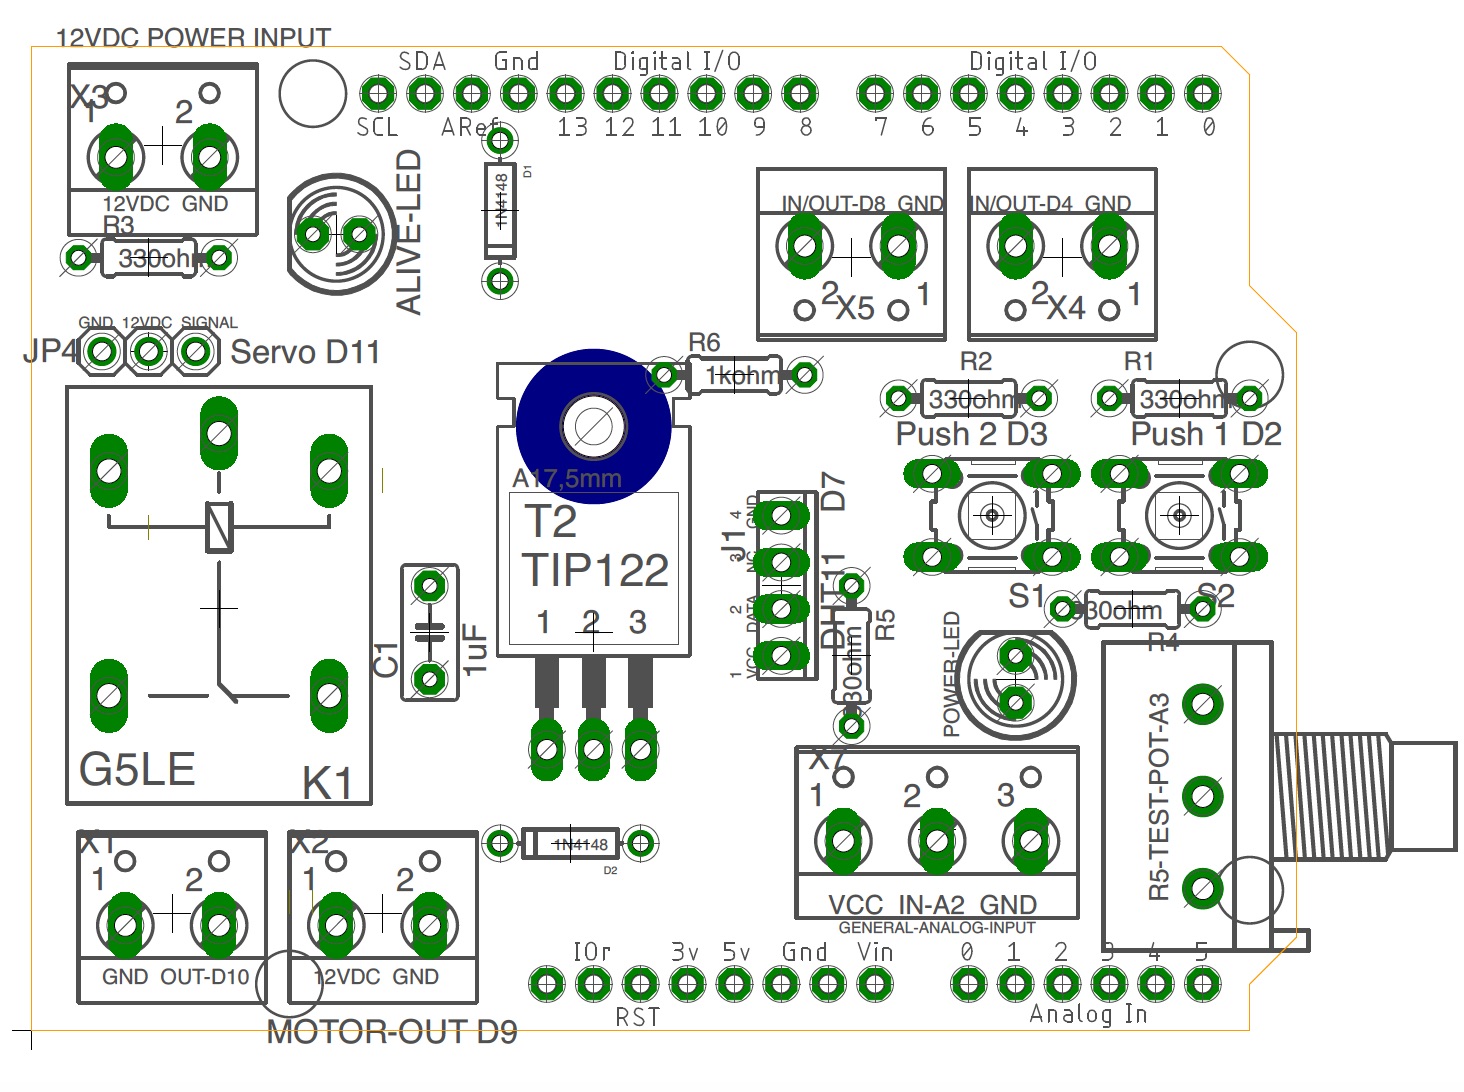 12VDC POWER INPUT
SDA Gnd Digital I/O Digital I/O
SCL ARef 13 12 11 10 9 8 7 6 5 4 3 2 1 0
X3
1 2
12VDC GND
R3
330ohm
ALIVE-LED
1N4148
D1
IN/OUT-D8 GND
2 X5 1
IN/OUT-D4 GND
2 X4 1
GND 12VDC SIGNAL
JP4 Servo D11
R6
1kohm
R2
330ohm
Push 2 D3
R1
330ohm
Push 1 D2
A17,5mm
T2
TIP122
1 2 3
J1
4 GND
3 NC
2 DATA
1 VCC
DHT11 D7
S1
S2
330ohm
R4
R5
330ohm
C1
1uF
POWER-LED
G5LE
K1
R5-TEST-POT-A3
X7
1 2 3
VCC IN-A2 GND
GENERAL-ANALOG-INPUT
1N4148
D2
X1
1 2
GND OUT-D10
X2
1 2
12VDC GND
MOTOR-OUT D9
IOr 3v 5v Gnd Vin
RST
0 1 2 3 4 5
Analog In